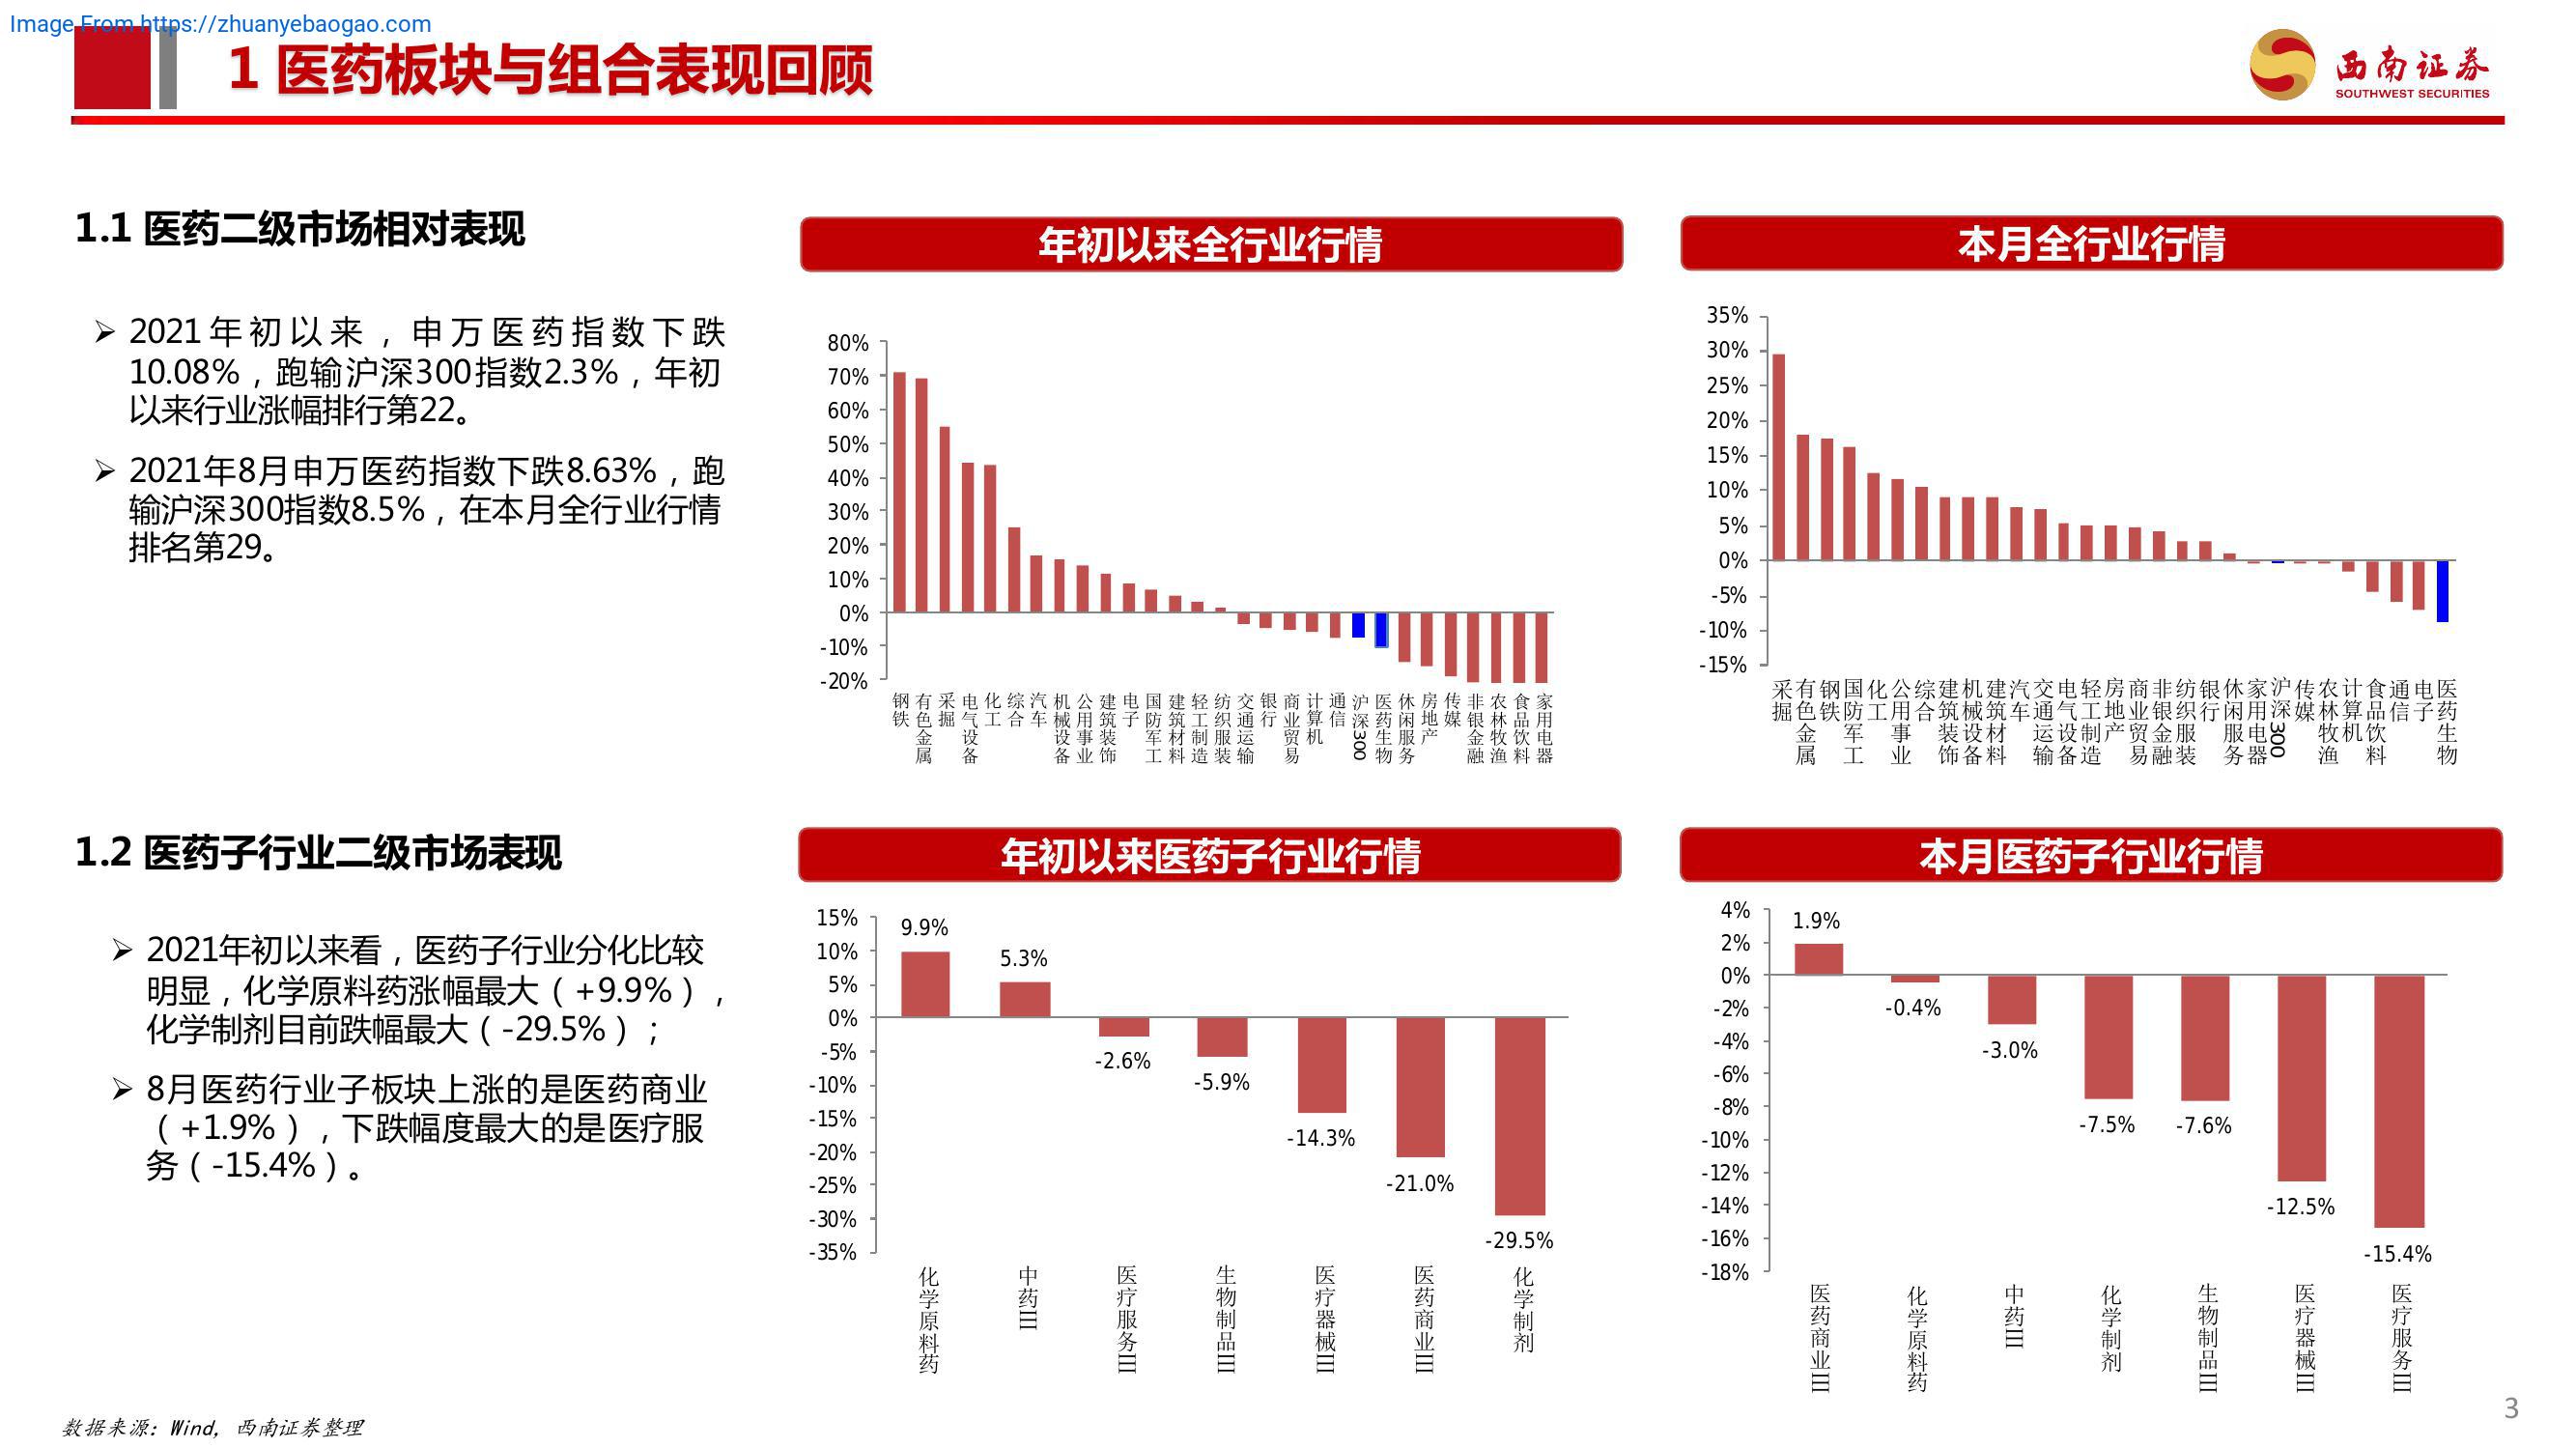 Image From https://zhuanyebaogao.com
1 医药板块与组合表现回顾
西南证券
SOUTHWEST SECURITIES
1.1 医药二级市场相对表现
➢ 2021年初以来，申万医药指数下跌
10.08%，跑输沪深300指数2.3%，年初
以来行业涨幅排行第22。
➢ 2021年8月申万医药指数下跌8.63%，跑
输沪深300指数8.5%，在本月全行业行情
排名第29。
年初以来全行业行情
80%
70%
60%
50%
40%
30%
20%
10%
0%
-10%
-20%
钢铁
有色金属
采掘
电气设备
化工
综合
汽车
机械设备
公用事业
建筑装饰
电子
国防军工
建筑材料
轻工制造
纺织服装
交通运输
银行
商业贸易
计算机
通信
沪深300
医药生物
休闲服务
房地产
传媒
非银金融
农林牧渔
食品饮料
家用电器
本月全行业行情
35%
30%
25%
20%
15%
10%
5%
0%
-5%
-10%
-15%
采掘
有色金属
钢铁
国防军工
化工
公用事业
综合
建筑装饰
机械设备
建筑材料
汽车
交通运输
电气设备
轻工制造
房地产
商业贸易
非银金融
纺织服装
银行
休闲服务
家用电器
沪深300
传媒
农林牧渔
计算机
食品饮料
通信
电子
医药生物
1.2 医药子行业二级市场表现
➢ 2021年初以来看，医药子行业分化比较
明显，化学原料药涨幅最大（+9.9%），
化学制剂目前跌幅最大（-29.5%）；
➢ 8月医药行业子板块上涨的是医药商业
（+1.9%），下跌幅度最大的是医疗服
务（-15.4%）。
年初以来医药子行业行情
15%
10%
5%
0%
-5%
-10%
-15%
-20%
-25%
-30%
-35%
9.9%
5.3%
-2.6%
-5.9%
-14.3%
-21.0%
-29.5%
化学原料药
中药III
医疗服务III
生物制品III
医疗器械III
医药商业III
化学制剂
本月医药子行业行情
4%
2%
0%
-2%
-4%
-6%
-8%
-10%
-12%
-14%
-16%
-18%
1.9%
-0.4%
-3.0%
-7.5%
-7.6%
-12.5%
-15.4%
医药商业III
化学原料药
中药III
化学制剂
生物制品III
医疗器械III
医疗服务III
数据来源：Wind，西南证券整理
3